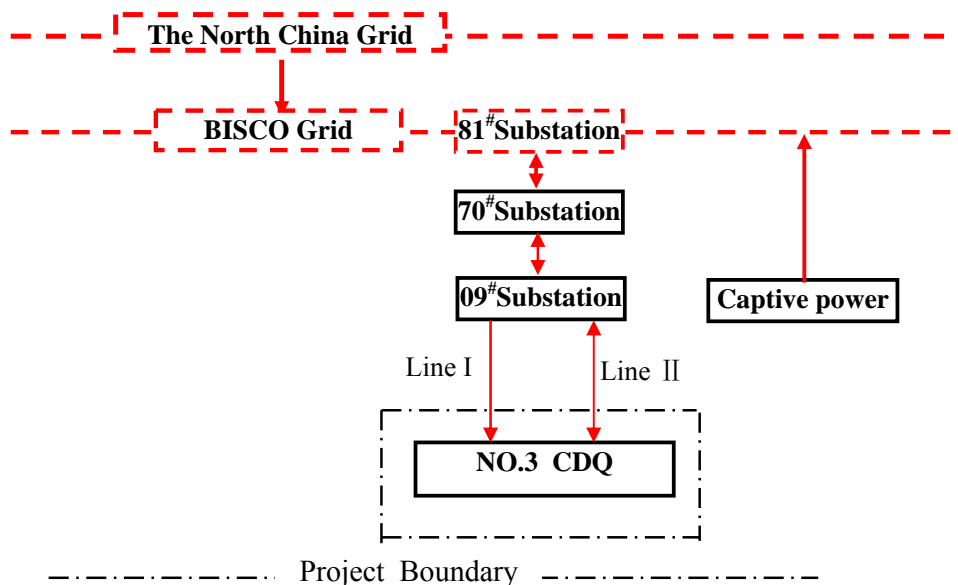 The North China Grid
BISCO Grid
81#Substation
70#Substation
09#Substation
Captive power
Line I
Line Ⅱ
NO.3 CDQ
Project Boundary